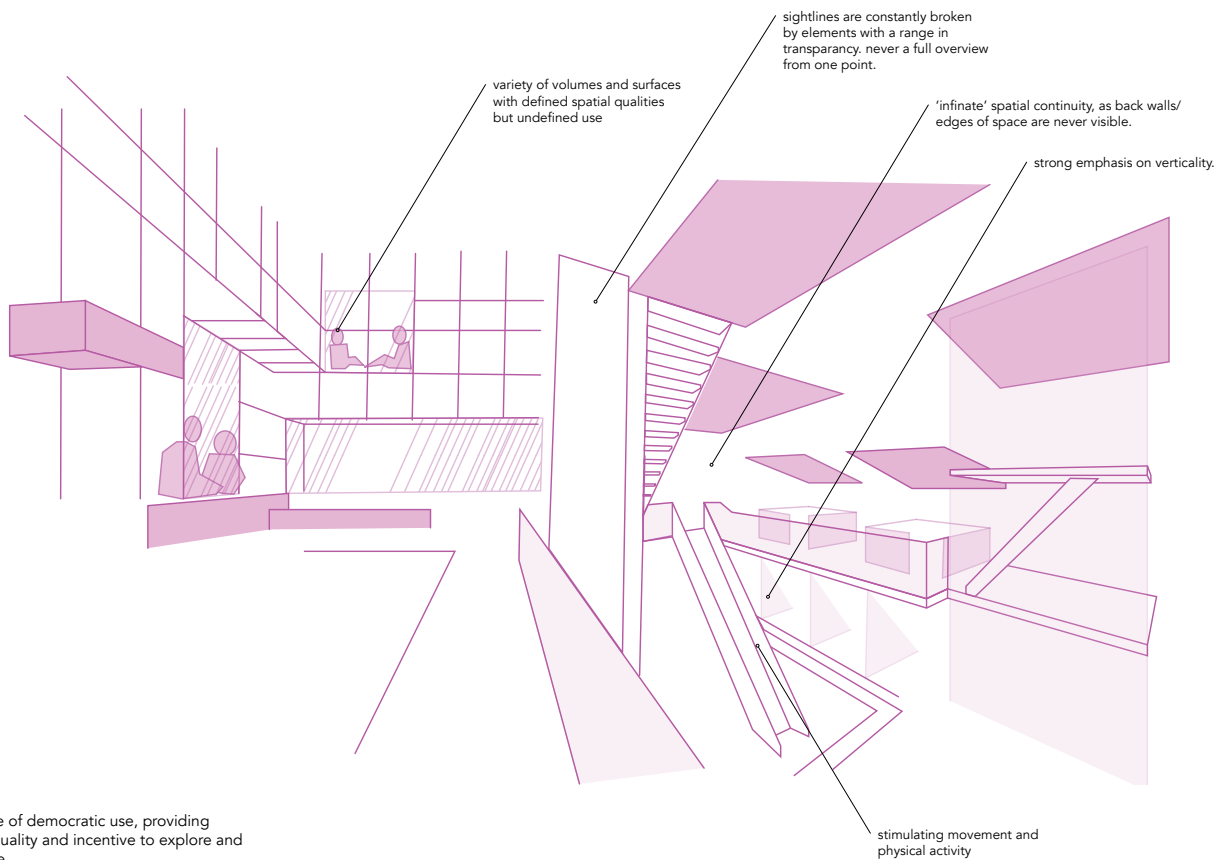 sightlines are constantly broken
by elements with a range in
transparancy. never a full overview
from one point.
variety of volumes and surfaces
with defined spatial qualities
but undefined use
'infinate' spatial continuity, as back walls/
edges of space are never visible.
strong emphasis on verticality.
of democratic use, providing
and incentive to explore and
stimulating movement and
physical activity